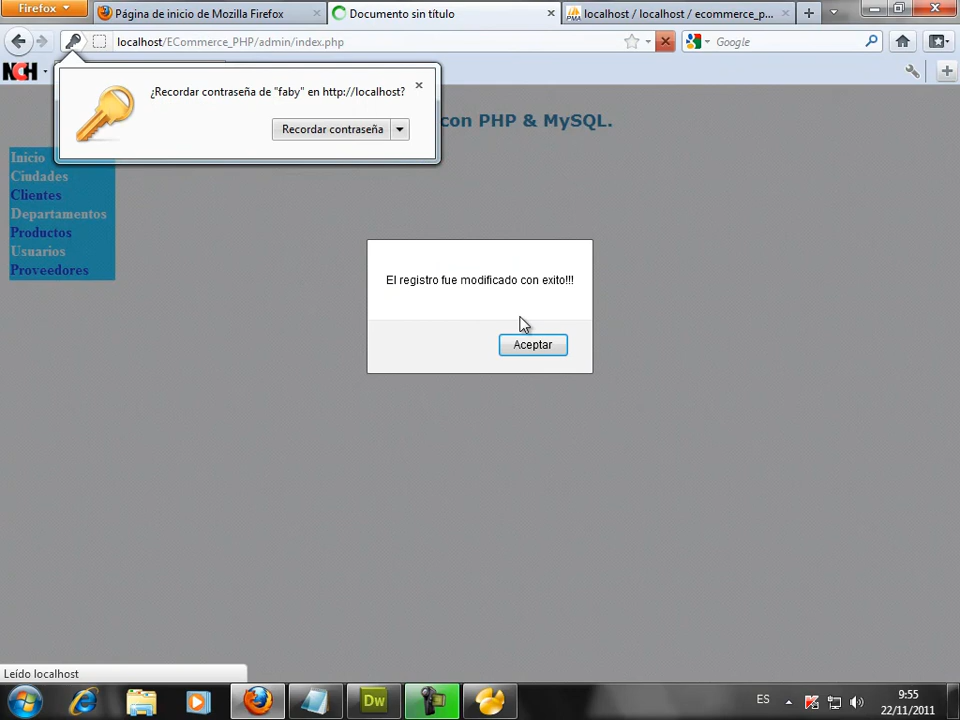 Firefox
Página de inicio de Mozilla Firefox
Documento sin título
localhost / localhost / ecommerce_p...
localhost/ECommerce_PHP/admin/index.php
Google
NCH
¿Recordar contraseña de "faby" en http://localhost?
Recordar contraseña
con PHP & MySQL.
Inicio
Ciudades
Clientes
Departamentos
Productos
Usuarios
Proveedores
El registro fue modificado con exito!!!
Aceptar
Leído localhost
Dw
ES
9:55
22/11/2011